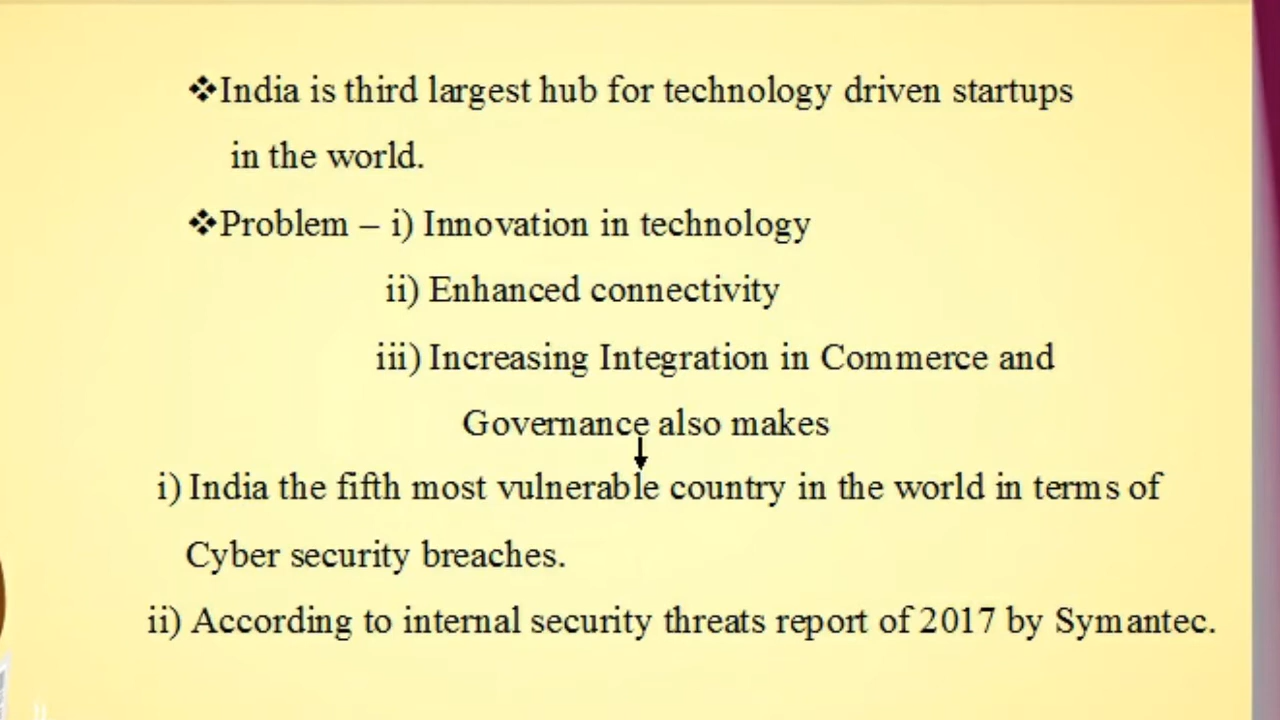 ❖India is third largest hub for technology driven startups
in the world.
❖Problem – i) Innovation in technology
ii) Enhanced connectivity
iii) Increasing Integration in Commerce and
Governance also makes
i) India the fifth most vulnerable country in the world in terms of
Cyber security breaches.
ii) According to internal security threats report of 2017 by Symantec.